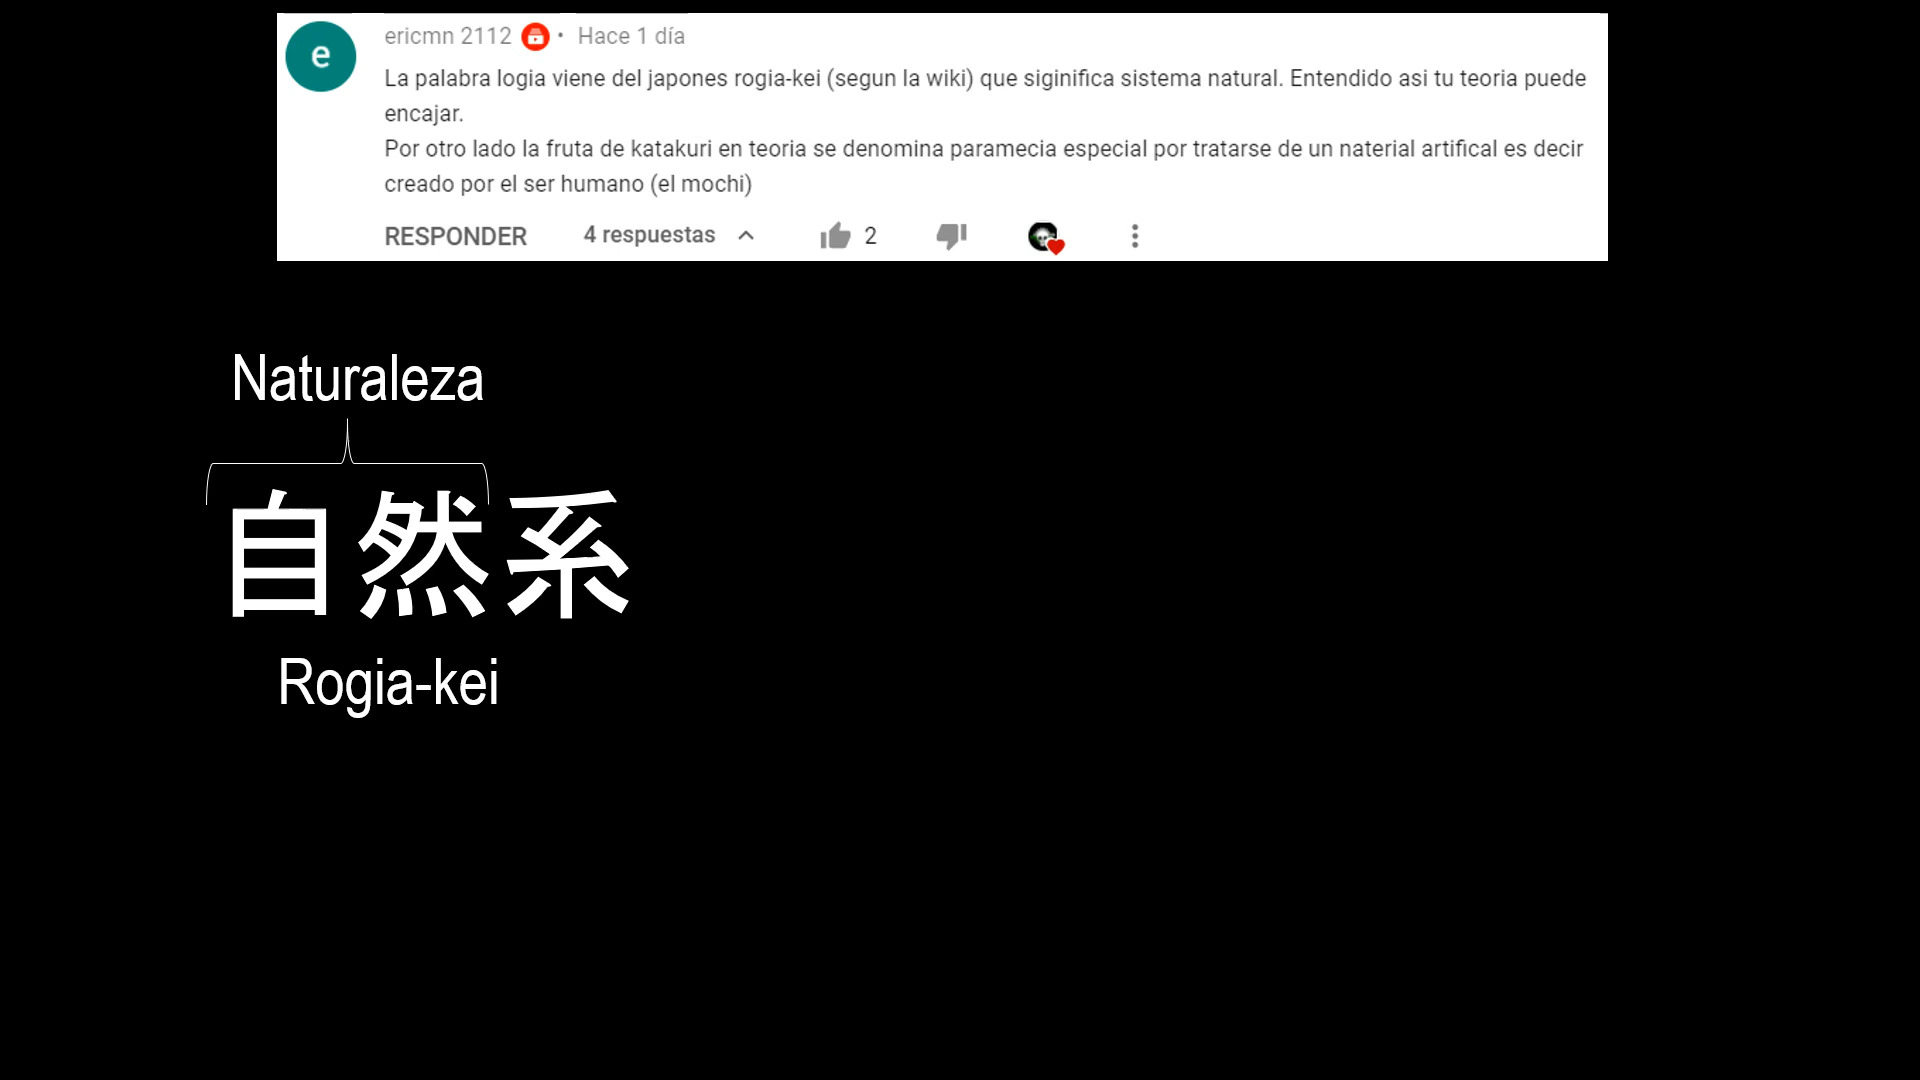 e
ericmn 2112 • Hace 1 día
La palabra logia viene del japones rogia-kei (segun la wiki) que siginifica sistema natural. Entendido asi tu teoria puede
encajar.
Por otro lado la fruta de katakuri en teoria se denomina paramecia especial por tratarse de un naterial artifical es decir
creado por el ser humano (el mochi)
RESPONDER 4 respuestas 2
Naturaleza
自然系
Rogia-kei